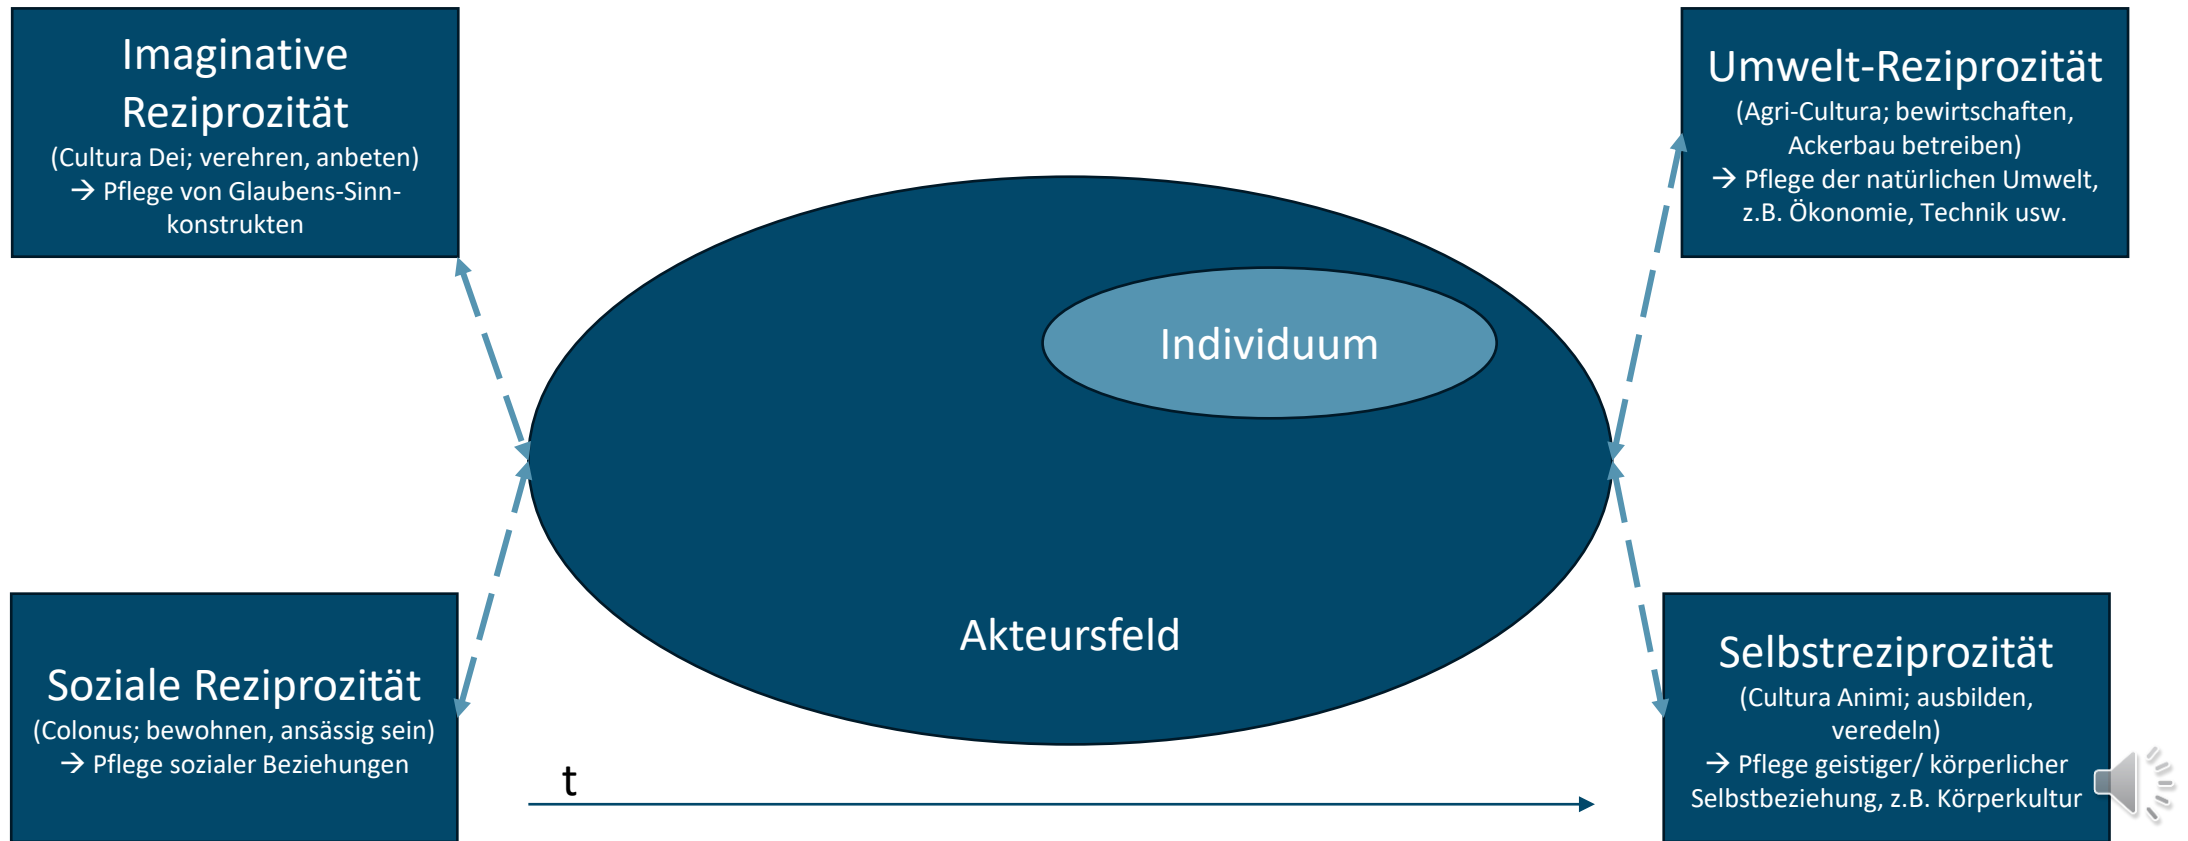 Imaginative
Reziprozität
(Cultura Dei; verehren, anbeten)
→ Pflege von Glaubens-Sinn-
konstrukten
Umwelt-Reziprozität
(Agri-Cultura; bewirtschaften,
Ackerbau betreiben)
→ Pflege der natürlichen Umwelt,
z.B. Ökonomie, Technik usw.
Individuum
Akteursfeld
Soziale Reziprozität
(Colonus; bewohnen, ansässig sein)
→ Pflege sozialer Beziehungen
Selbstreziprozität
(Cultura Animi; ausbilden,
veredeln)
→ Pflege geistiger/ körperlicher
Selbstbeziehung, z.B. Körperkultur
t